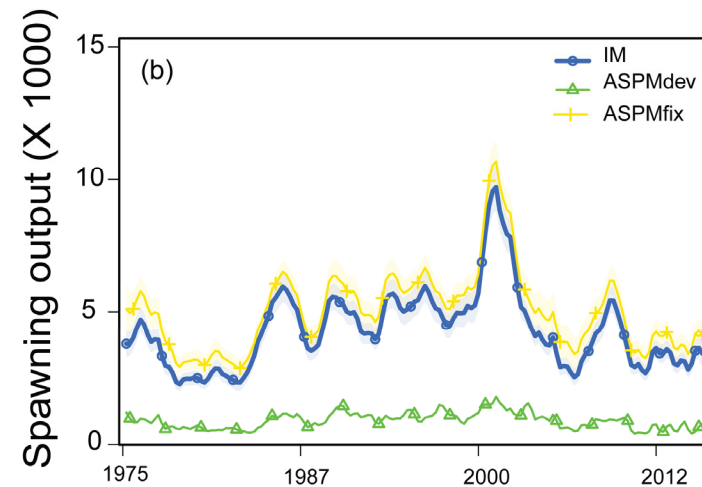 Spawning output (X 1000)
15
10
5
0
(b)
IM
ASPMdev
ASPMfix
1975
1987
2000
2012